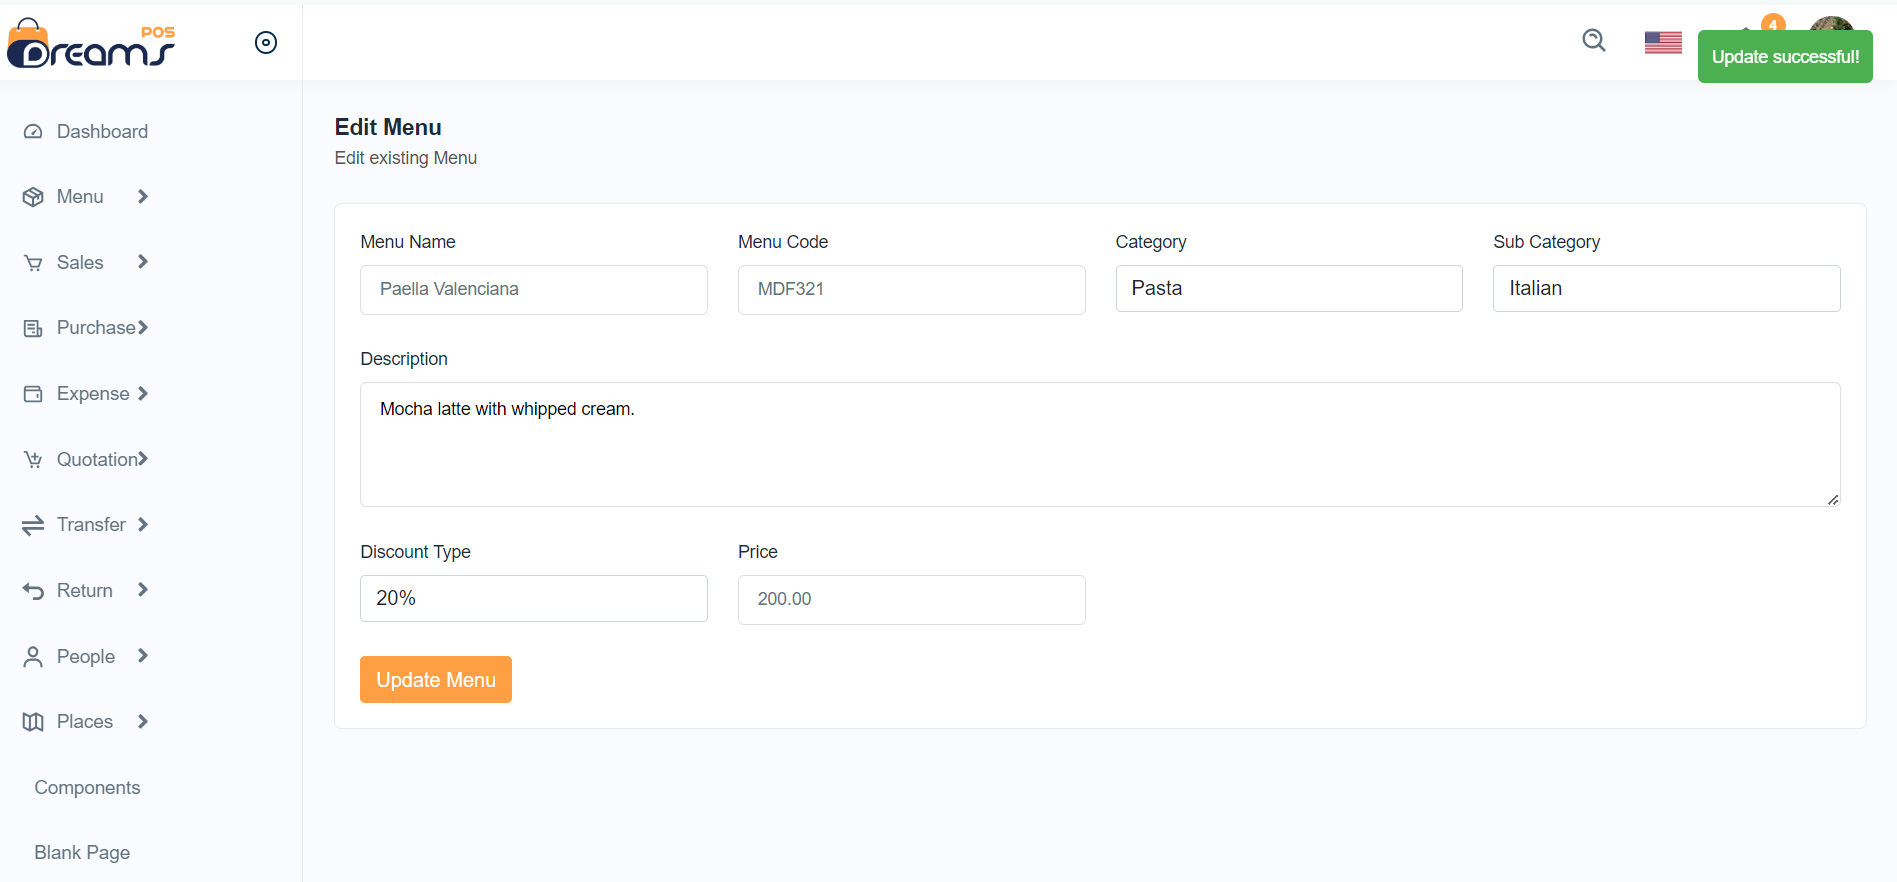 POS
Dreams
4
Update successful!
Dashboard
Menu
Sales
Purchase
Expense
Quotation
Transfer
Return
People
Places
Components
Blank Page
Edit Menu
Edit existing Menu
Menu Name
Menu Code
Category
Sub Category
Paella Valenciana
MDF321
Pasta
Italian
Description
Mocha latte with whipped cream.
Discount Type
Price
20%
200.00
Update Menu